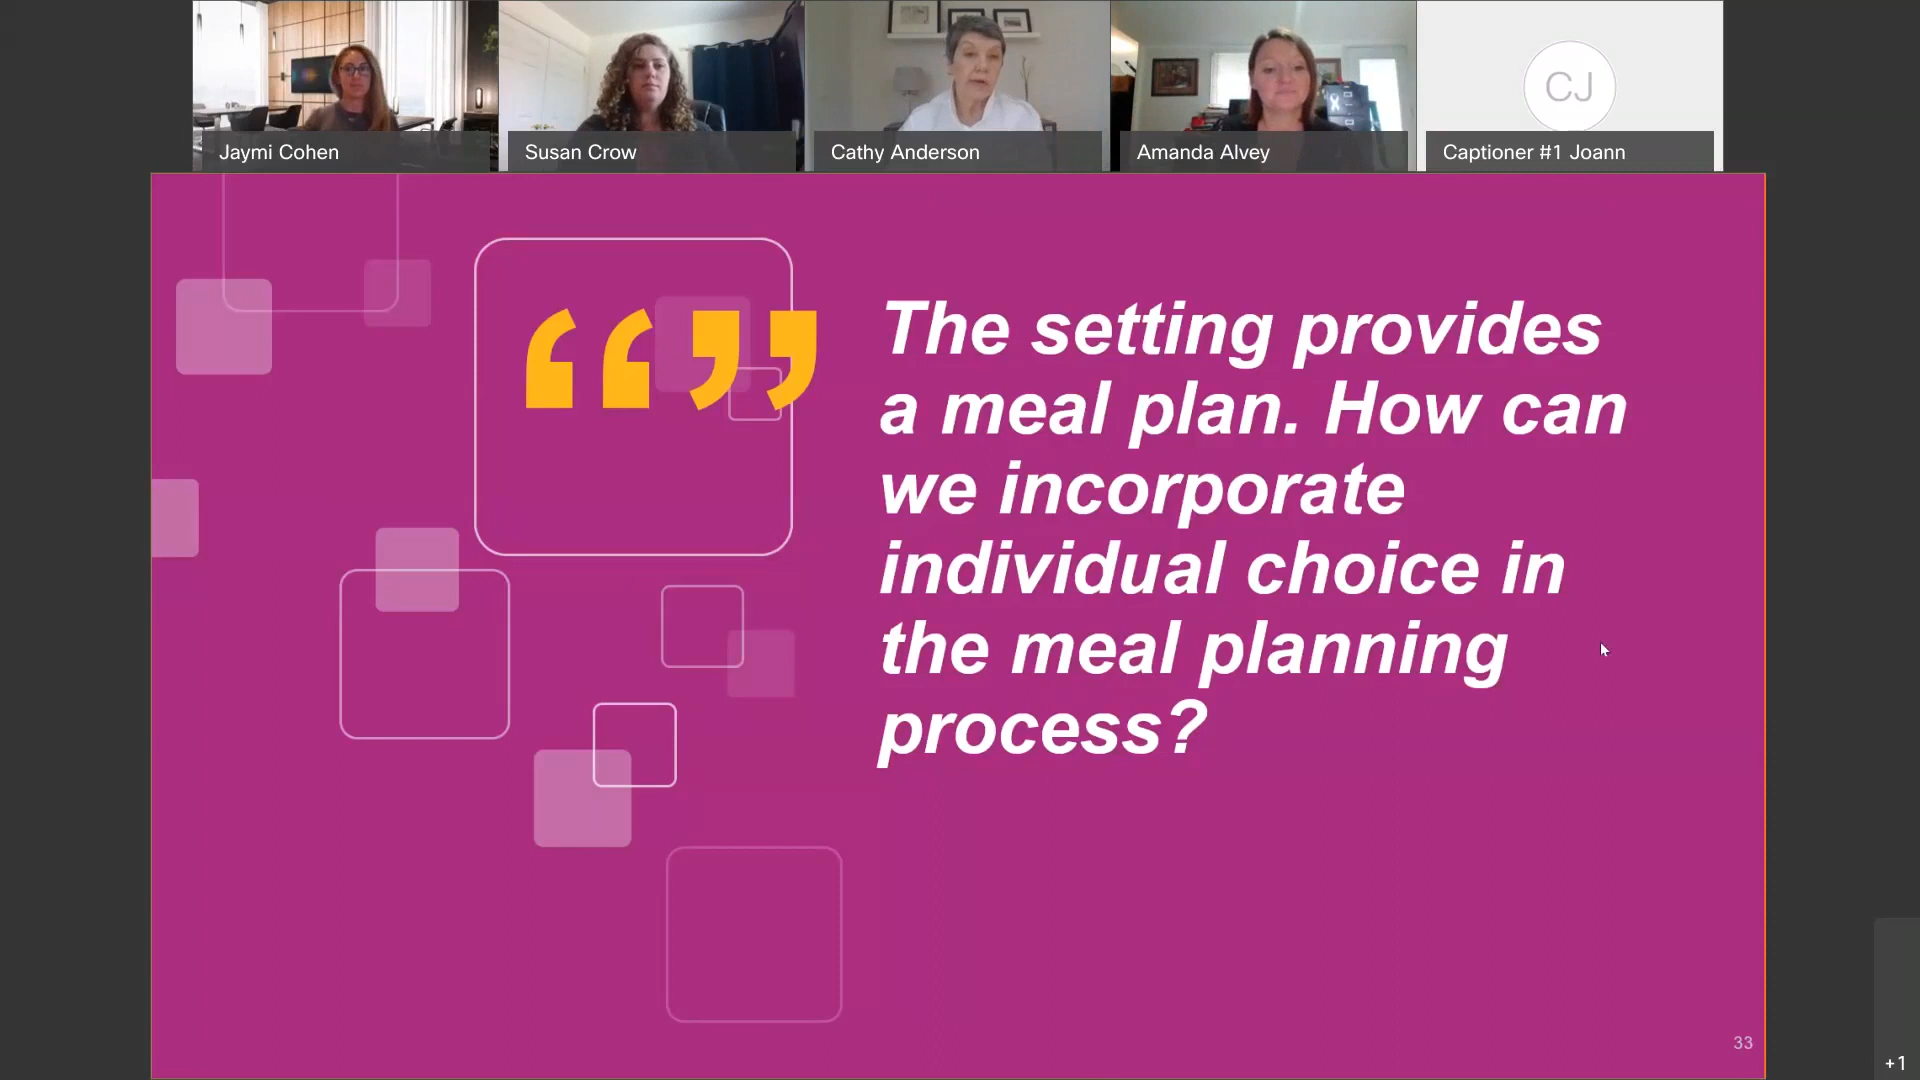 Jaymi Cohen
Susan Crow
Cathy Anderson
Amanda Alvey
CJ
Captioner #1 Joann
“ ”
The setting provides
a meal plan. How can
we incorporate
individual choice in
the meal planning
process?
33
+1